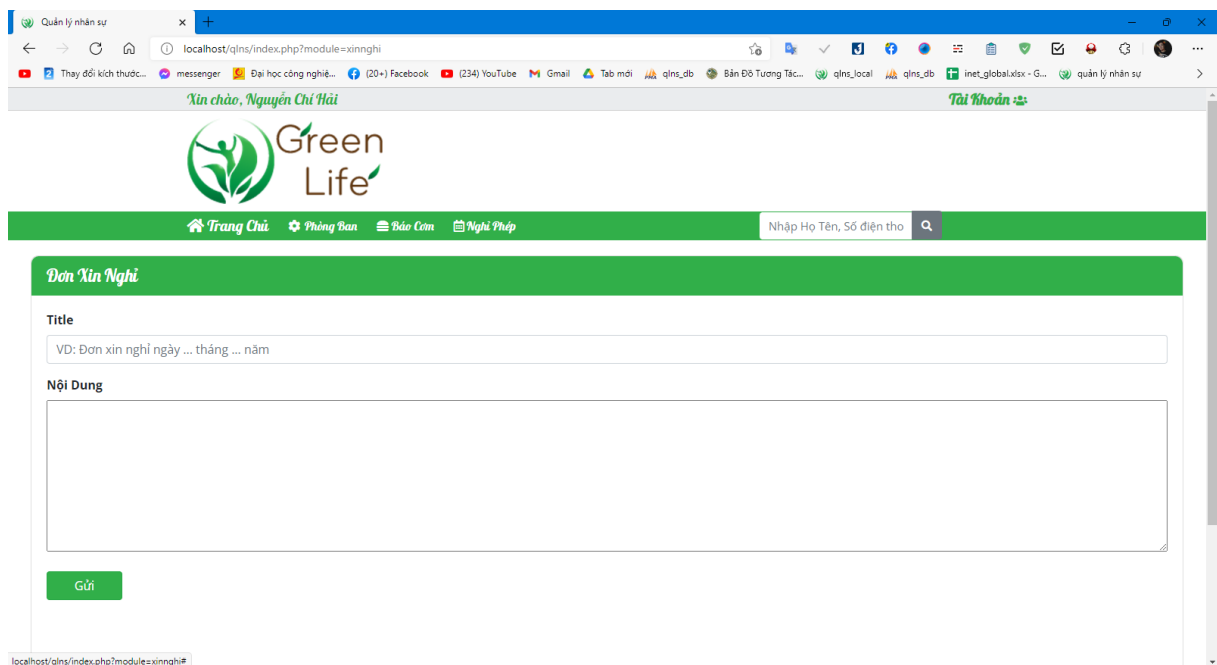 Quản lý nhân sự
localhost/qlns/index.php?module=xinnghi
Thay đổi kích thước... messenger Đại học công nghiệ... (20+) Facebook (234) YouTube Gmail Tab mới qlns_db Bản Đồ Tương Tác... qlns_local qlns_db inet_global.xlsx - G... quản lý nhân sự
Xin chào, Nguyễn Chí Hải Tài Khoản
Green
Life
Trang Chủ Phòng Ban Báo Cơm Nghỉ Phép Nhập Họ Tên, Số điện tho
Đơn Xin Nghỉ
Title
VD: Đơn xin nghỉ ngày ... tháng ... năm
Nội Dung
Gửi
localhost/qlns/index.php?module=xinnghi#